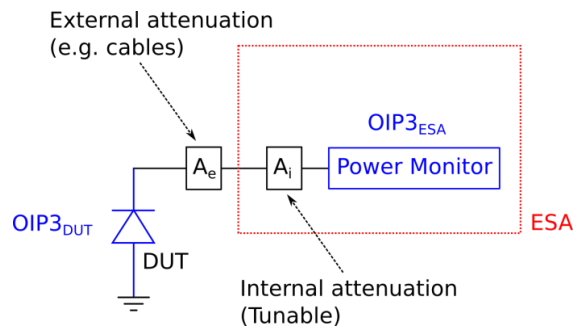 External attenuation
(e.g. cables)
OIP3ESA
Ae
Ai
Power Monitor
OIP3DUT
ESA
DUT
Internal attenuation
(Tunable)